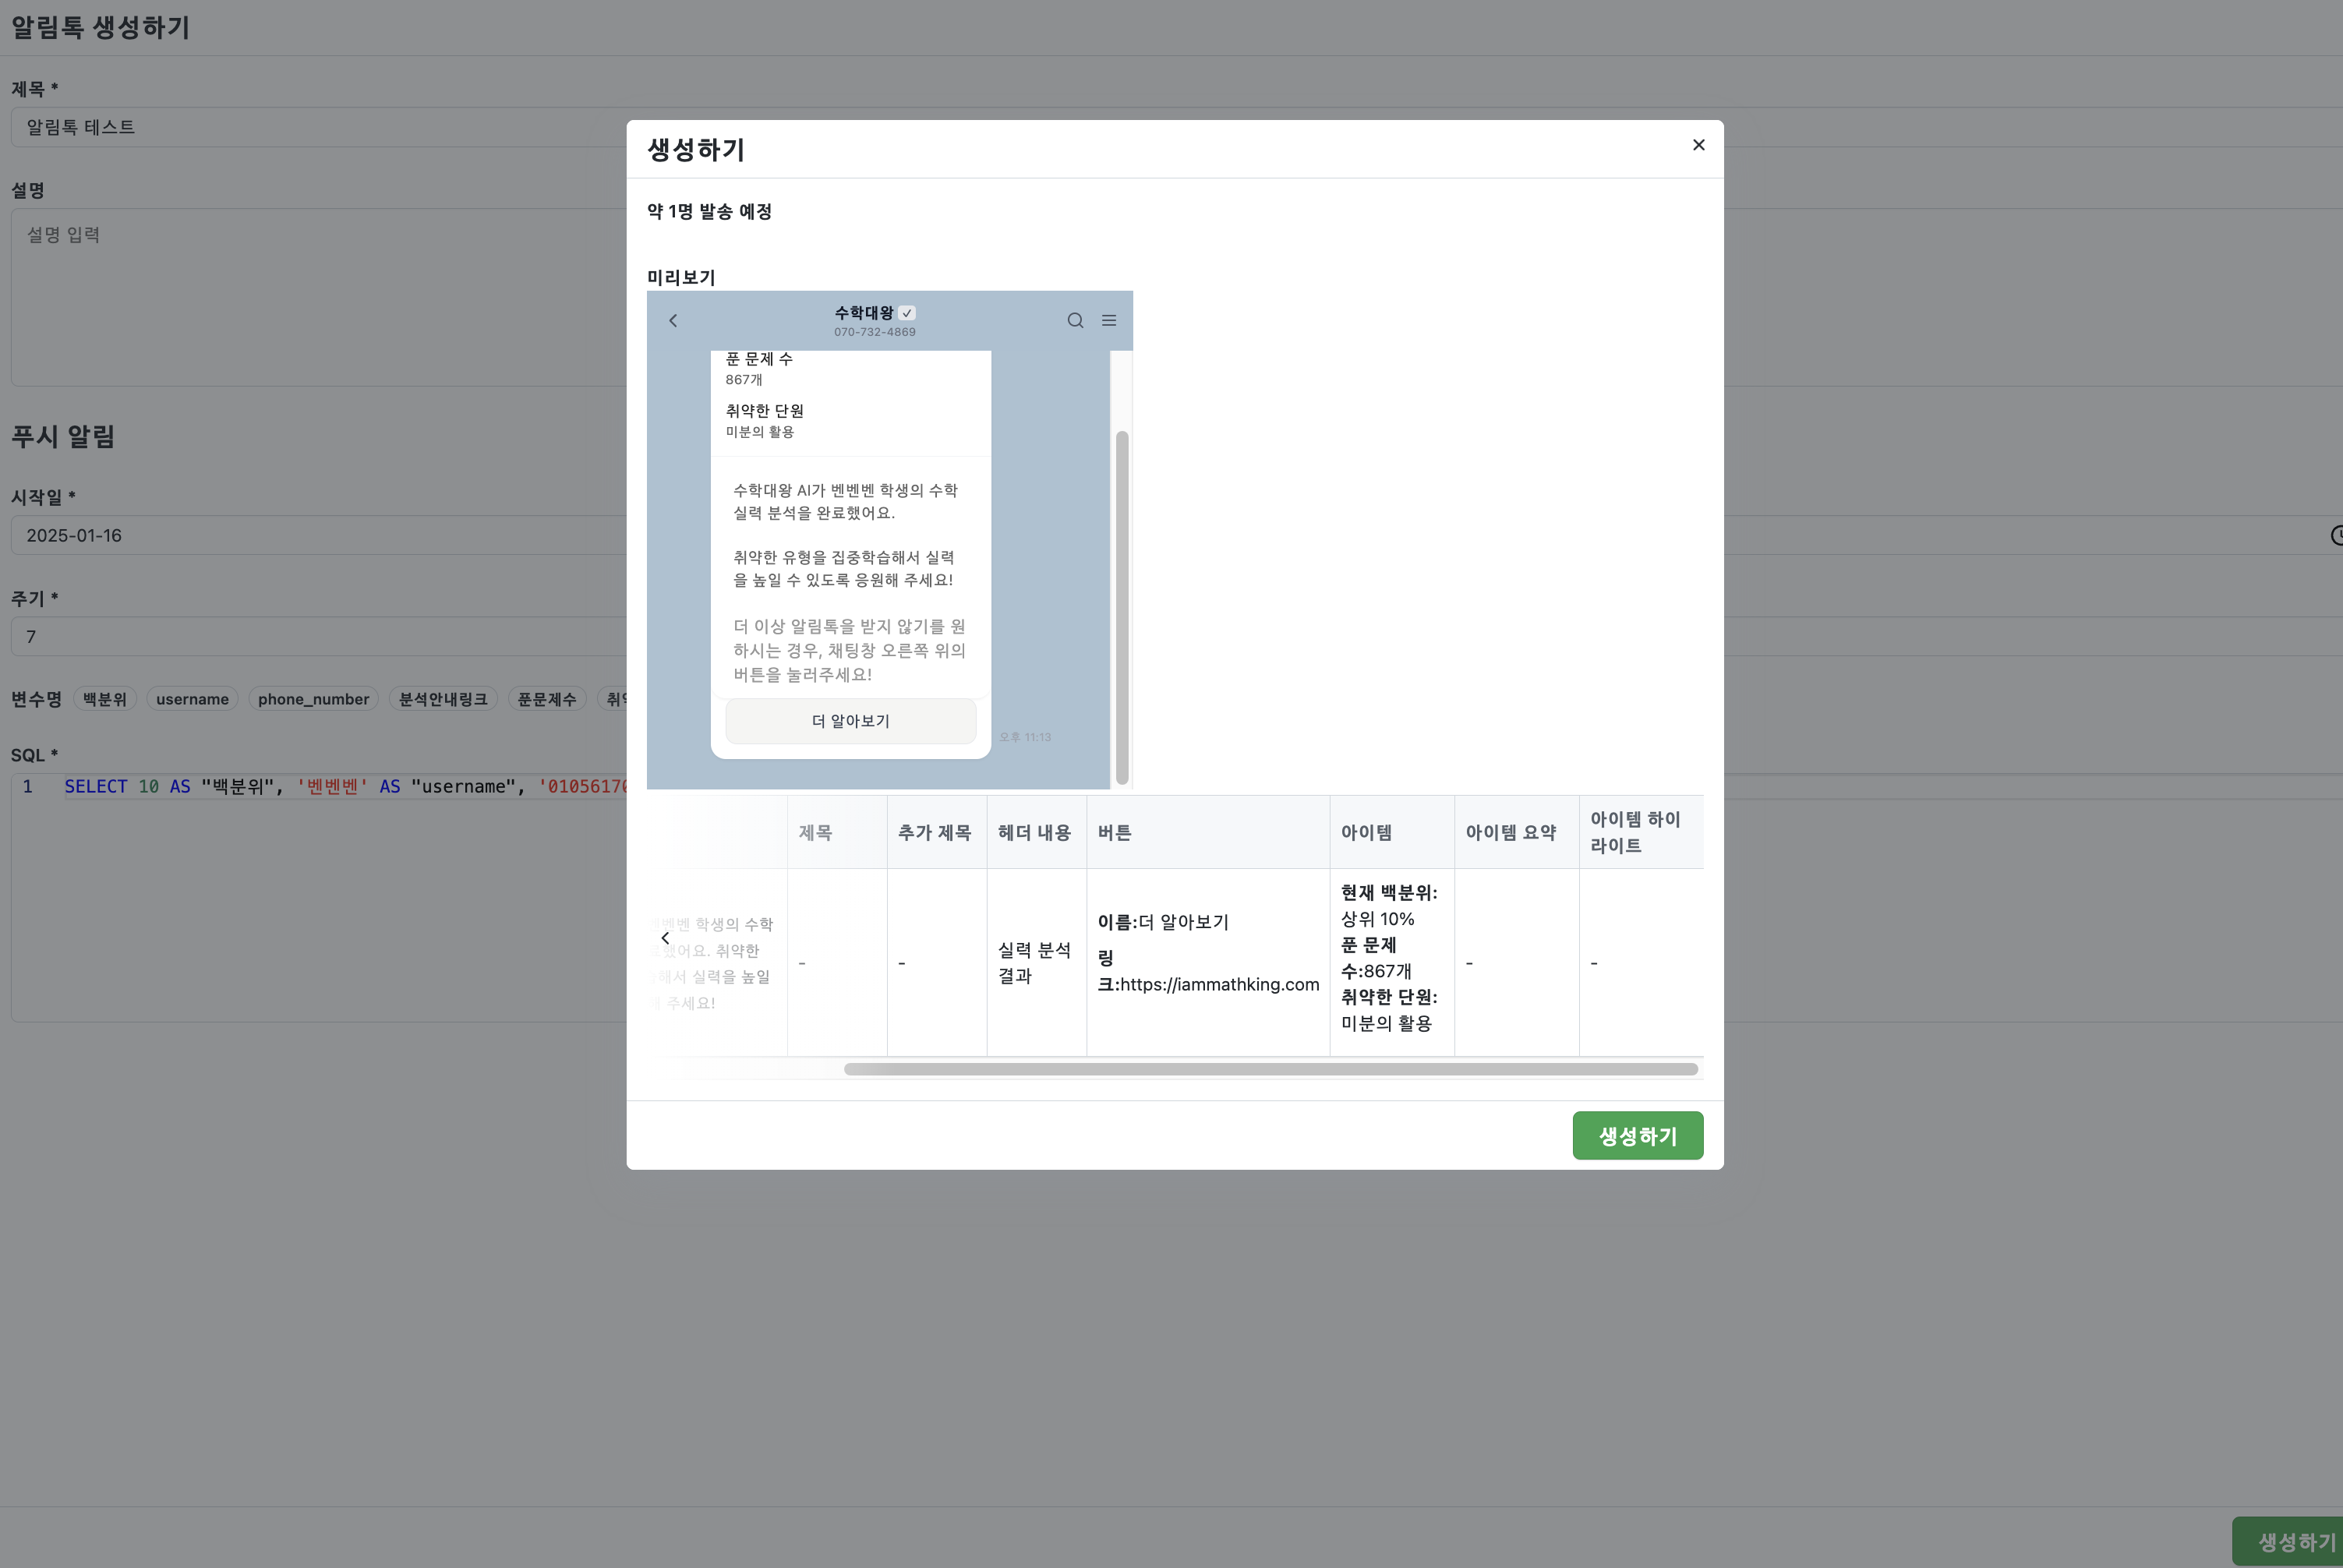 알림톡 생성하기
제목 *
알림톡 테스트
설명
설명 입력
푸시 알림
시작일 *
2025-01-16
주기 *
7
변수명 백분위 username phone_number 분석안내링크 푼문제수
SQL *
1 SELECT 10 AS "백분위", '벤벤벤' AS "username", '0105617
생성하기
약 1명 발송 예정
미리보기
수학대왕
070-732-4869
푼 문제 수
867개
취약한 단원
미분의 활용
수학대왕 AI가 벤벤벤 학생의 수학
실력 분석을 완료했어요.
취약한 유형을 집중학습해서 실력
을 높일 수 있도록 응원해 주세요!
더 이상 알림톡을 받지 않기를 원
하시는 경우, 채팅창 오른쪽 위의
버튼을 눌러주세요!
더 알아보기
오후 11:13
제목 추가 제목 헤더 내용 버튼 아이템 아이템 요약 아이템 하이
라이트
벤벤 학생의 수학
했어요. 취약한
해서 실력을 높일
주세요!
-
-
실력 분석
결과
이름:더 알아보기
링
크:https://iammathking.com
현재 백분위:
상위 10%
푼 문제
수:867개
취약한 단원:
미분의 활용
-
-
생성하기
생성하기